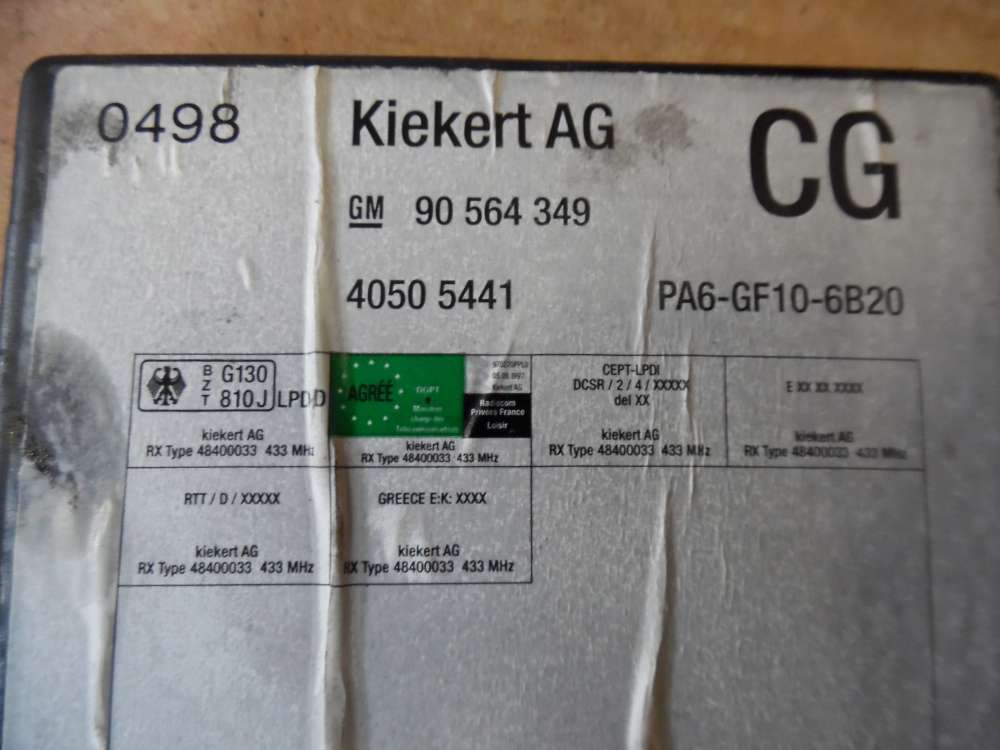 0498
Kiekert AG
CG
GM 90 564 349
4050 5441
PA6-GF10-6B20
B Z T
G130
810J LPDD
AGRÉÉ
DGPT
Kiekert AG
Radiocom
Privées France
Loisir
kiekert AG
RX Type 48400033 433 MHz
kiekert AG
RX Type 48400033 433 MHz
CEPT-LPDI
DCSR / 2 / 4 / XXXXX
del XX
kiekert AG
RX Type 48400033 433 MHz
E XX XX XXXX
kiekert AG
RX Type 48400033 433 MHz
RTT / D / XXXXX
kiekert AG
RX Type 48400033 433 MHz
GREECE E:K: XXXX
kiekert AG
RX Type 48400033 433 MHz